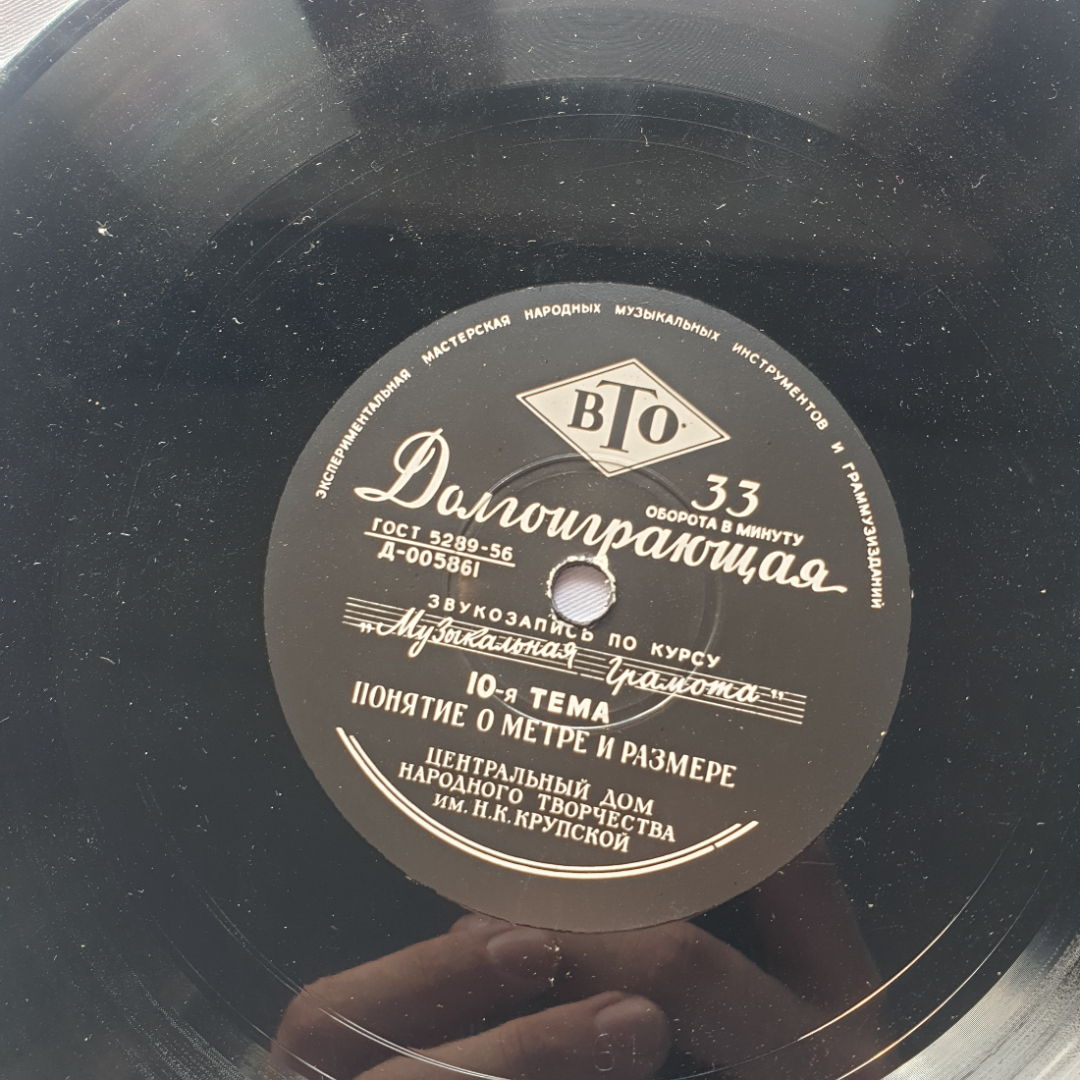 ЭКСПЕРИМЕНТАЛЬНАЯ МАСТЕРСКАЯ НАРОДНЫХ МУЗЫКАЛЬНЫХ ИНСТРУМЕНТОВ И ГРАММУЗИЗДАНИЙ
ВТО
33
ОБОРОТА В МИНУТУ
Долгоиграющая
ГОСТ 5289-56
Д-005861
ЗВУКОЗАПИСЬ ПО КУРСУ
„Музыкальная грамота"
10-я ТЕМА
ПОНЯТИЕ О МЕТРЕ И РАЗМЕРЕ
ЦЕНТРАЛЬНЫЙ ДОМ
НАРОДНОГО ТВОРЧЕСТВА
им. Н.К.КРУПСКОЙ
61